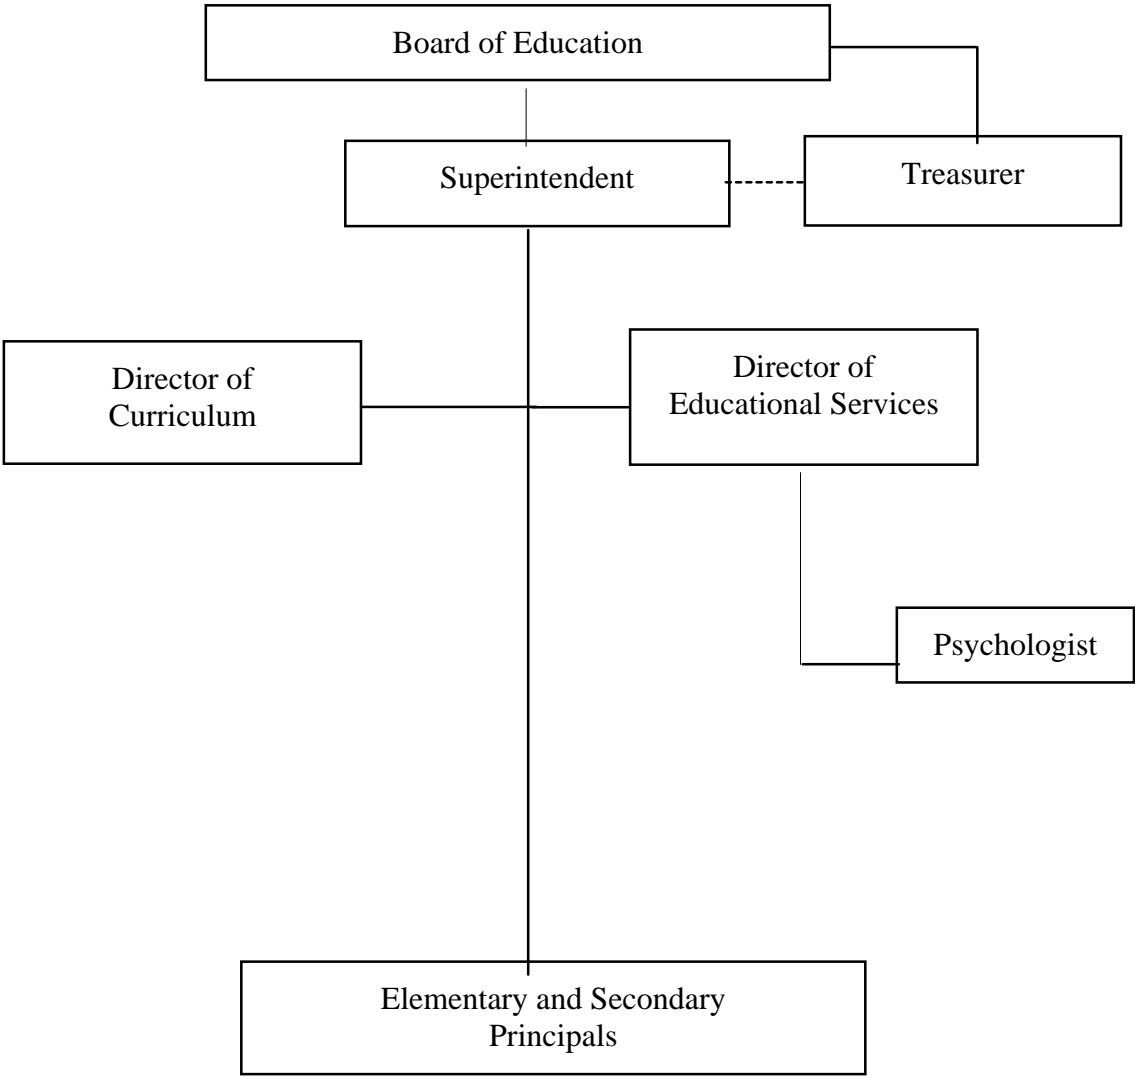 Board of Education
Superintendent
Treasurer
Director of
Curriculum
Director of
Educational Services
Psychologist
Elementary and Secondary
Principals